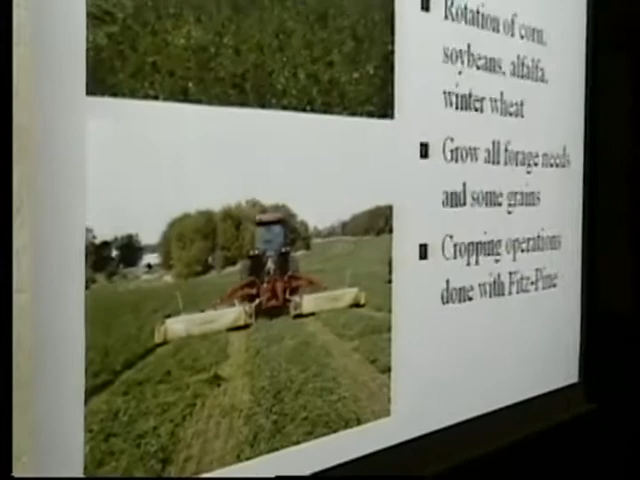 Rotation of corn,
soybeans, alfalfa,
winter wheat
Grow all forage needs
and some grains
Cropping operations
done with Fitz-Pine